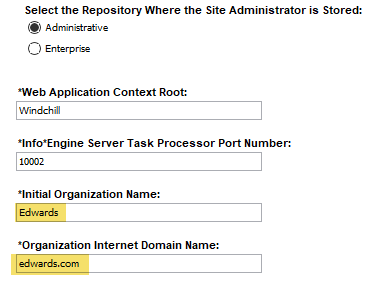 Select the Repository Where the Site Administrator is Stored:
Administrative
Enterprise
*Web Application Context Root:
Windchill
*Info*Engine Server Task Processor Port Number:
10002
*Initial Organization Name:
Edwards
*Organization Internet Domain Name:
edwards.com